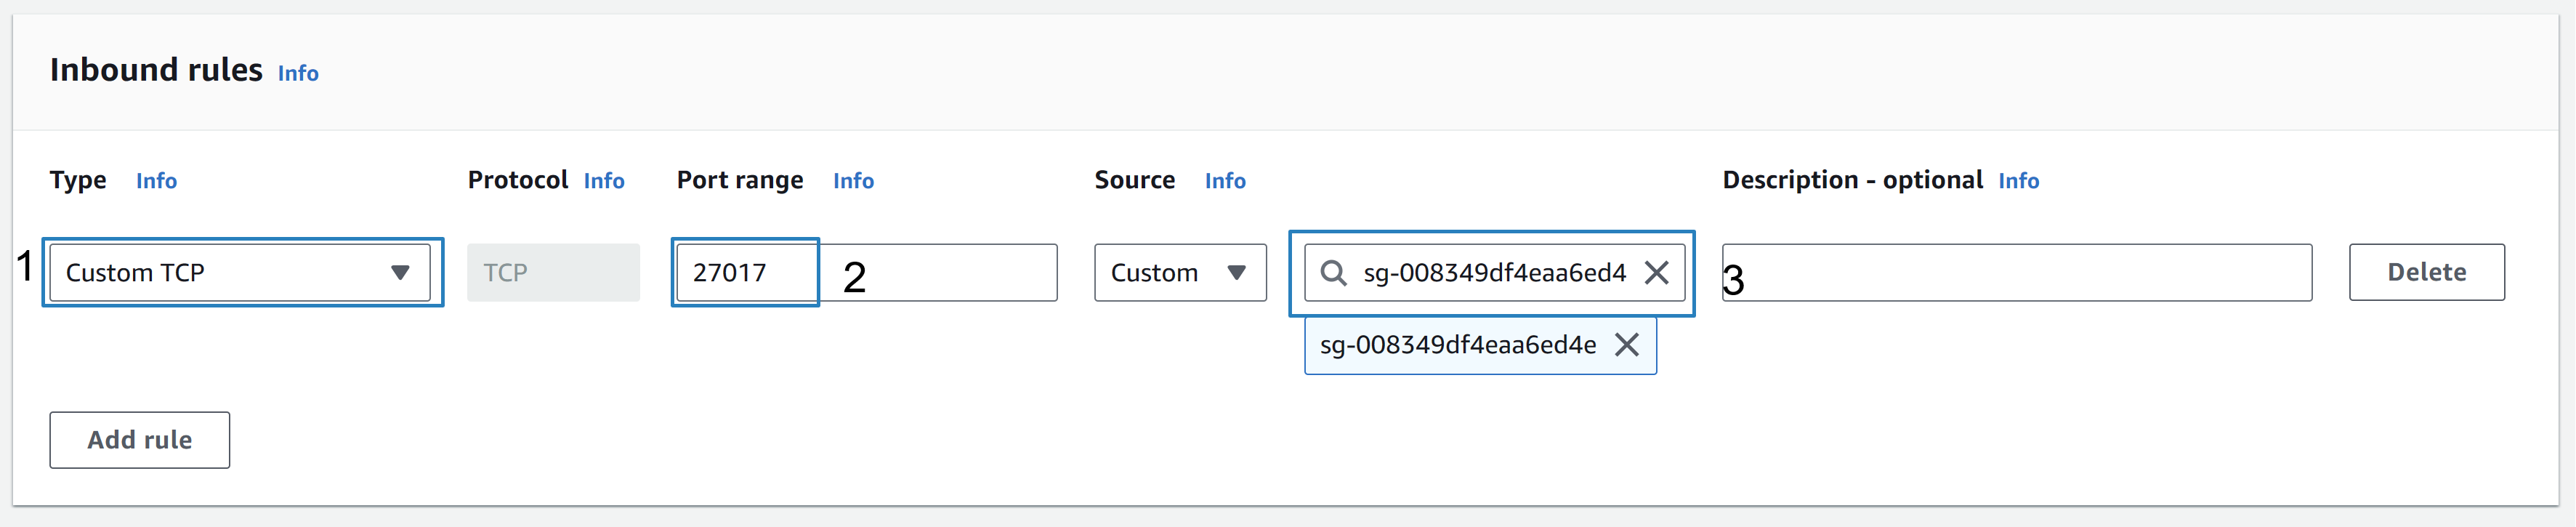 Inbound rules Info
Type Info Protocol Info Port range Info Source Info Description - optional Info
1 Custom TCP TCP 27017 2 Custom sg-008349df4eaa6ed4 3 Delete
sg-008349df4eaa6ed4e
Add rule